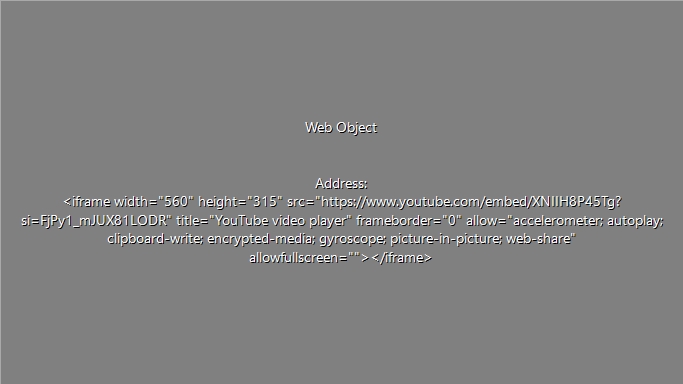 Web Object
Address:
<iframe width="560" height="315" src="https://www.youtube.com/embed/XNIIH8P45Tg?
si=FjPy1_mJUX81LODR" title="YouTube video player" frameborder="0" allow="accelerometer; autoplay;
clipboard-write; encrypted-media; gyroscope; picture-in-picture; web-share"
allowfullscreen=""></iframe>